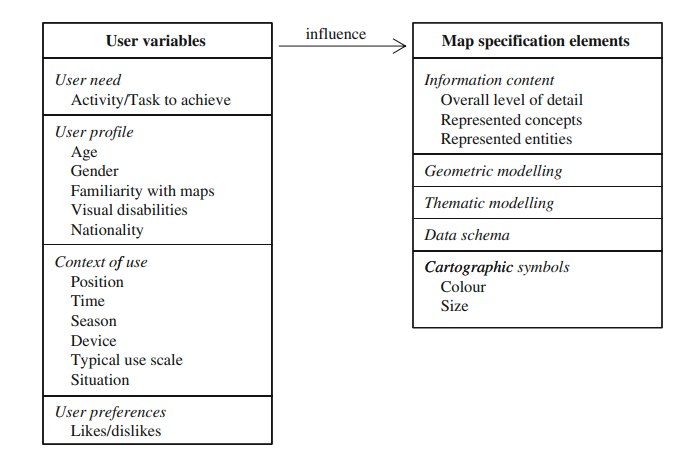 User variables
User need
Activity/Task to achieve
User profile
Age
Gender
Familiarity with maps
Visual disabilities
Nationality
Context of use
Position
Time
Season
Device
Typical use scale
Situation
User preferences
Likes/dislikes
influence
Map specification elements
Information content
Overall level of detail
Represented concepts
Represented entities
Geometric modelling
Thematic modelling
Data schema
Cartographic symbols
Colour
Size